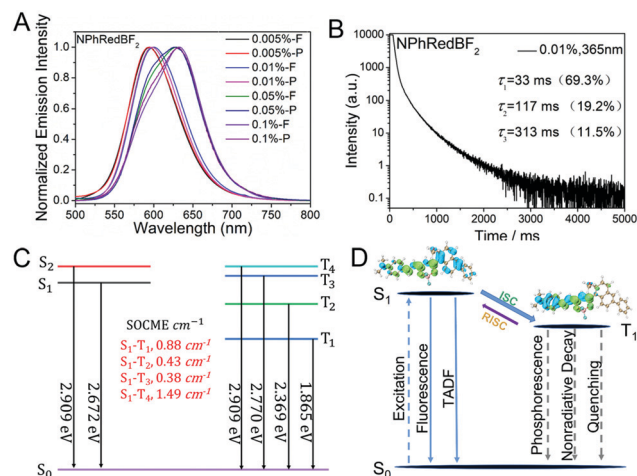 A
NPhRedBF2
0.005%-F
0.005%-P
0.01%-F
0.01%-P
0.05%-F
0.05%-P
0.1%-F
0.1%-P
1.0
0.8
0.6
0.4
0.2
0.0
Normalized Emission Intensity
500 550 600 650 700 750 800
Wavelength (nm)
B
NPhRedBF2
0.01%,365nm
τ1=33 ms (69.3%)
τ2=117 ms (19.2%)
τ3=313 ms (11.5%)
10000
1000
100
10
1
0.1
Intensity (a.u.)
0 1000 2000 3000 4000 5000
Time / ms
C
S2
S1
T4
T3
T2
T1
SOCME cm⁻¹
S1-T1, 0.88 cm⁻¹
S1-T2, 0.43 cm⁻¹
S1-T3, 0.38 cm⁻¹
S1-T4, 1.49 cm⁻¹
2.909 eV
2.672 eV
2.909 eV
2.770 eV
2.369 eV
1.865 eV
S0
D
S1
ISC
RISC
T1
Excitation
Fluorescence
TADF
Phosphorescence
Nonradiative Decay
Quenching
S0